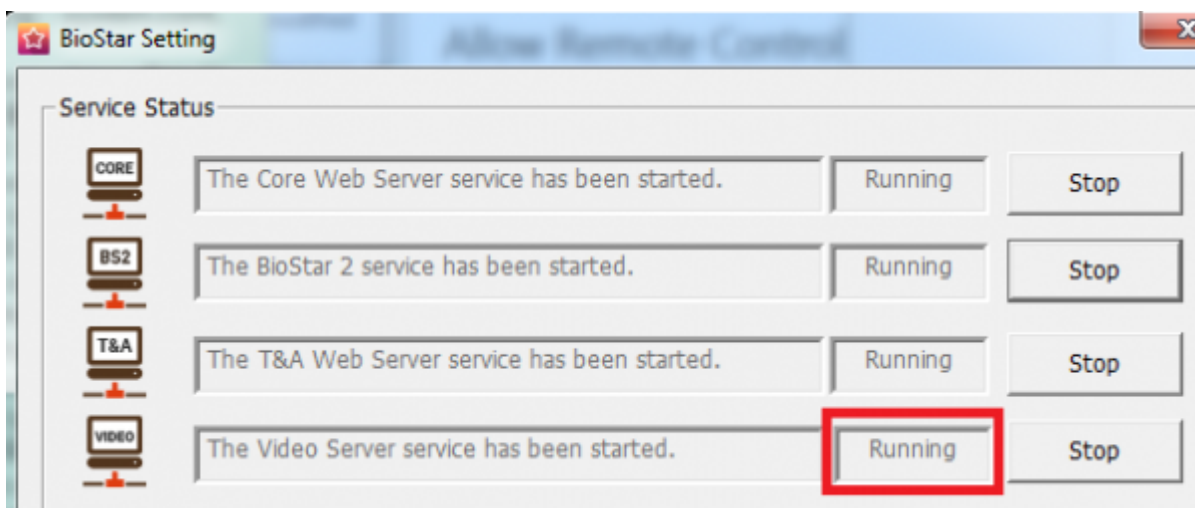 BioStar Setting
Allow Remote Control
Service Status
CORE
The Core Web Server service has been started.
Running
Stop
BS2
The BioStar 2 service has been started.
Running
Stop
T&A
The T&A Web Server service has been started.
Running
Stop
VIDEO
The Video Server service has been started.
Running
Stop